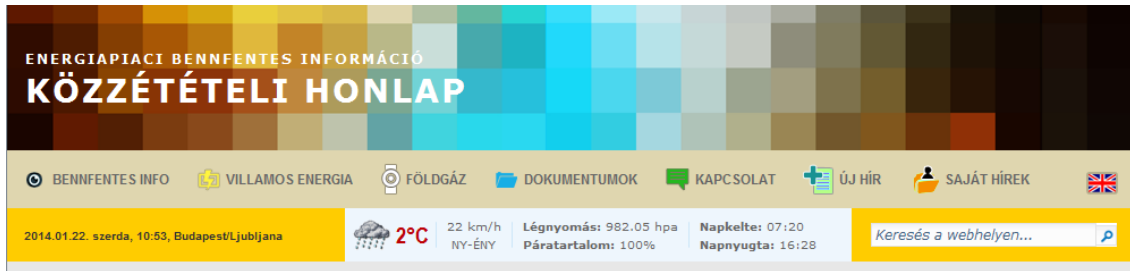 ENERGIAPIACI BENNFENTES INFORMÁCIÓ
KÖZZÉTÉTELI HONLAP
BENNFENTES INFO VILLAMOS ENERGIA FÖLDGÁZ DOKUMENTUMOK KAPCSOLAT ÚJ HÍR SAJÁT HÍREK
2014.01.22. szerda, 10:53, Budapest/Ljubljana
2°C
22 km/h
NY-ÉNY
Légnyomás: 982.05 hpa
Páratartalom: 100%
Napkelte: 07:20
Napnyugta: 16:28
Keresés a webhelyen...